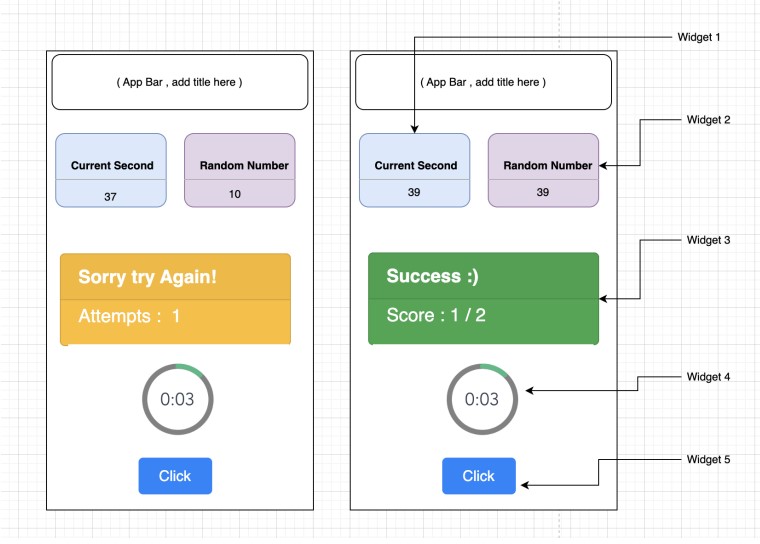 Widget 1
( App Bar , add title here )
( App Bar , add title here )
Widget 2
Current Second
37
Random Number
10
Current Second
39
Random Number
39
Widget 3
Sorry try Again!
Attempts : 1
Success :)
Score : 1 / 2
Widget 4
0:03
0:03
Widget 5
Click
Click